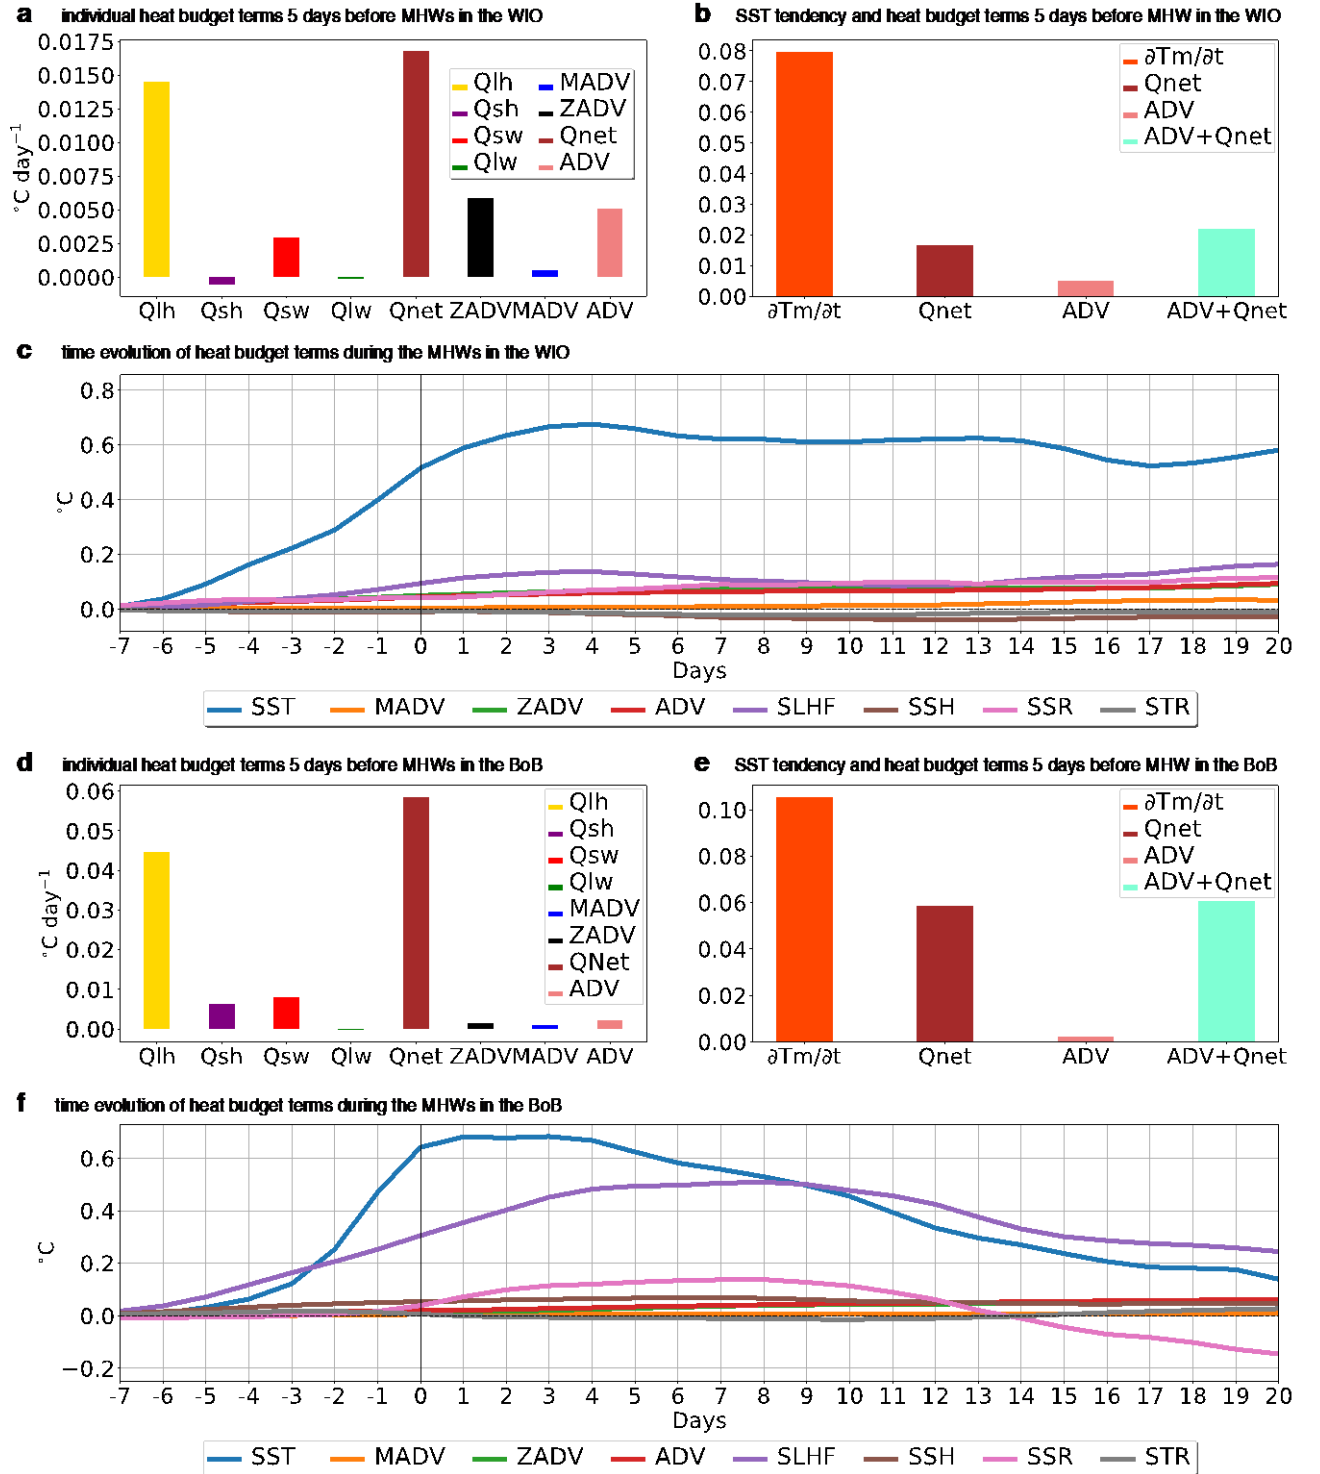 a individual heat budget terms 5 days before MHWs in the WIO
b SST tendency and heat budget terms 5 days before MHW in the WIO
°C day⁻¹
0.0175
0.0150
0.0125
0.0100
0.0075
0.0050
0.0025
0.0000
Qlh MADV
Qsh ZADV
Qsw Qnet
Qlw ADV
Qlh Qsh Qsw Qlw Qnet ZADV MADV ADV
0.08
0.07
0.06
0.05
0.04
0.03
0.02
0.01
0.00
∂Tm/∂t
Qnet
ADV
ADV+Qnet
∂Tm/∂t Qnet ADV ADV+Qnet
c time evolution of heat budget terms during the MHWs in the WIO
°C
0.8
0.6
0.4
0.2
0.0
-7 -6 -5 -4 -3 -2 -1 0 1 2 3 4 5 6 7 8 9 10 11 12 13 14 15 16 17 18 19 20
Days
SST MADV ZADV ADV SLHF SSH SSR STR
d individual heat budget terms 5 days before MHWs in the BoB
e SST tendency and heat budget terms 5 days before MHW in the BoB
°C day⁻¹
0.06
0.05
0.04
0.03
0.02
0.01
0.00
Qlh
Qsh
Qsw
Qlw
MADV
ZADV
QNet
ADV
Qlh Qsh Qsw Qlw Qnet ZADV MADV ADV
0.10
0.08
0.06
0.04
0.02
0.00
∂Tm/∂t
Qnet
ADV
ADV+Qnet
∂Tm/∂t Qnet ADV ADV+Qnet
f time evolution of heat budget terms during the MHWs in the BoB
°C
0.6
0.4
0.2
0.0
−0.2
-7 -6 -5 -4 -3 -2 -1 0 1 2 3 4 5 6 7 8 9 10 11 12 13 14 15 16 17 18 19 20
Days
SST MADV ZADV ADV SLHF SSH SSR STR